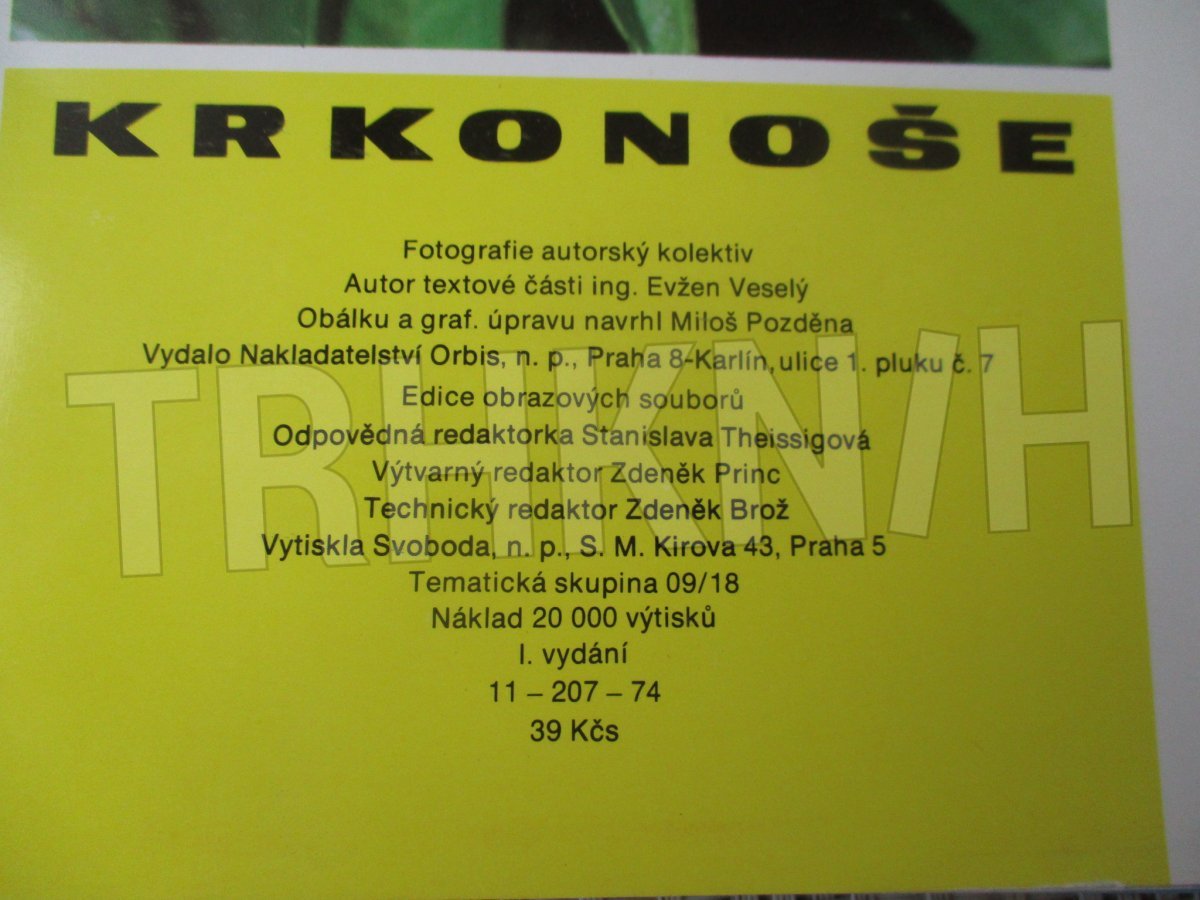 KRKONOŠE
Fotografie autorský kolektiv
Autor textové části ing. Evžen Veselý
Obálku a graf. úpravu navrhl Miloš Pozděna
Vydalo Nakladatelství Orbis, n. p., Praha 8-Karlín, ulice 1. pluku č. 7
Edice obrazových souborů
Odpovědná redaktorka Stanislava Theissigová
Výtvarný redaktor Zdeněk Princ
Technický redaktor Zdeněk Brož
Vytiskla Svoboda, n. p., S. M. Kirova 43, Praha 5
Tematická skupina 09/18
Náklad 20 000 výtisků
I. vydání
11 – 207 – 74
39 Kčs
TRHKN/H